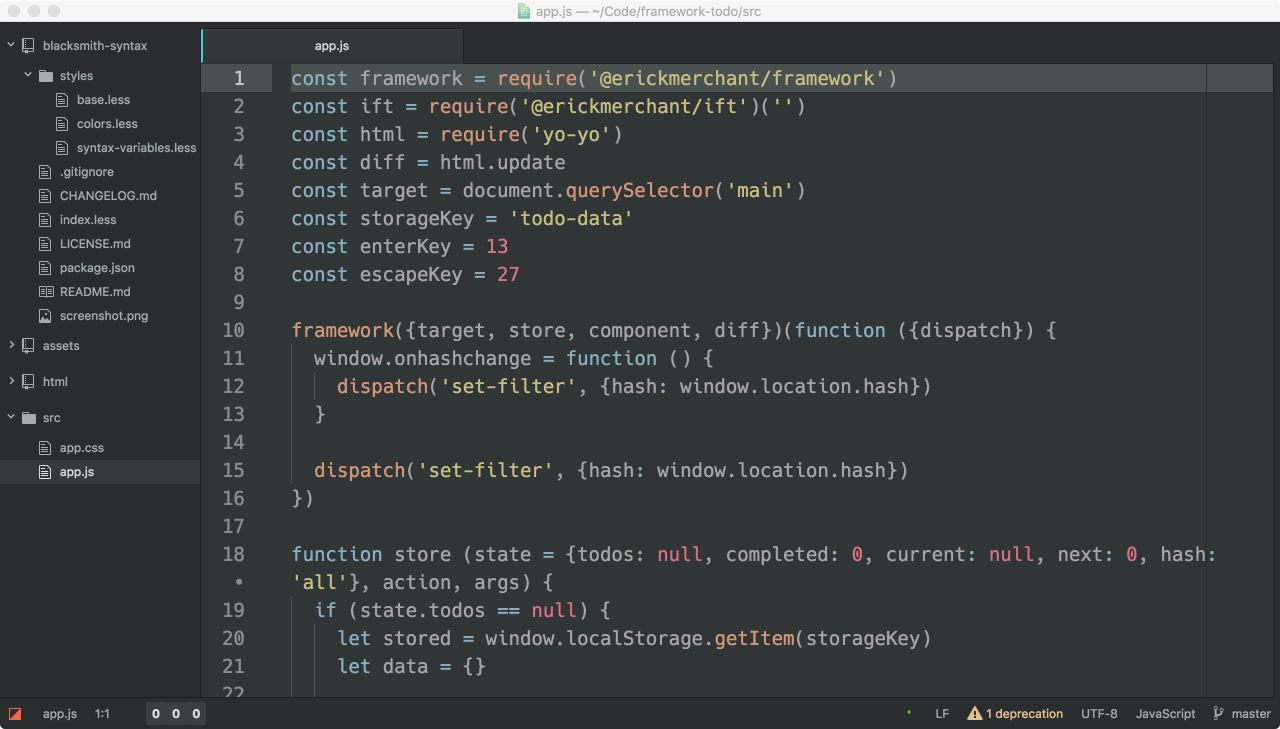 app.js — ~/Code/framework-todo/src
blacksmith-syntax
styles
base.less
colors.less
syntax-variables.less
.gitignore
CHANGELOG.md
index.less
LICENSE.md
package.json
README.md
screenshot.png
assets
html
src
app.css
app.js
app.js
1 const framework = require('@erickmerchant/framework')
2 const ift = require('@erickmerchant/ift')('')
3 const html = require('yo-yo')
4 const diff = html.update
5 const target = document.querySelector('main')
6 const storageKey = 'todo-data'
7 const enterKey = 13
8 const escapeKey = 27
9
10 framework({target, store, component, diff})(function ({dispatch}) {
11   window.onhashchange = function () {
12     dispatch('set-filter', {hash: window.location.hash})
13   }
14
15   dispatch('set-filter', {hash: window.location.hash})
16 })
17
18 function store (state = {todos: null, completed: 0, current: null, next: 0, hash:
• 'all'}, action, args) {
19   if (state.todos == null) {
20     let stored = window.localStorage.getItem(storageKey)
21     let data = {}
22
app.js 1:1 0 0 0 LF 1 deprecation UTF-8 JavaScript master